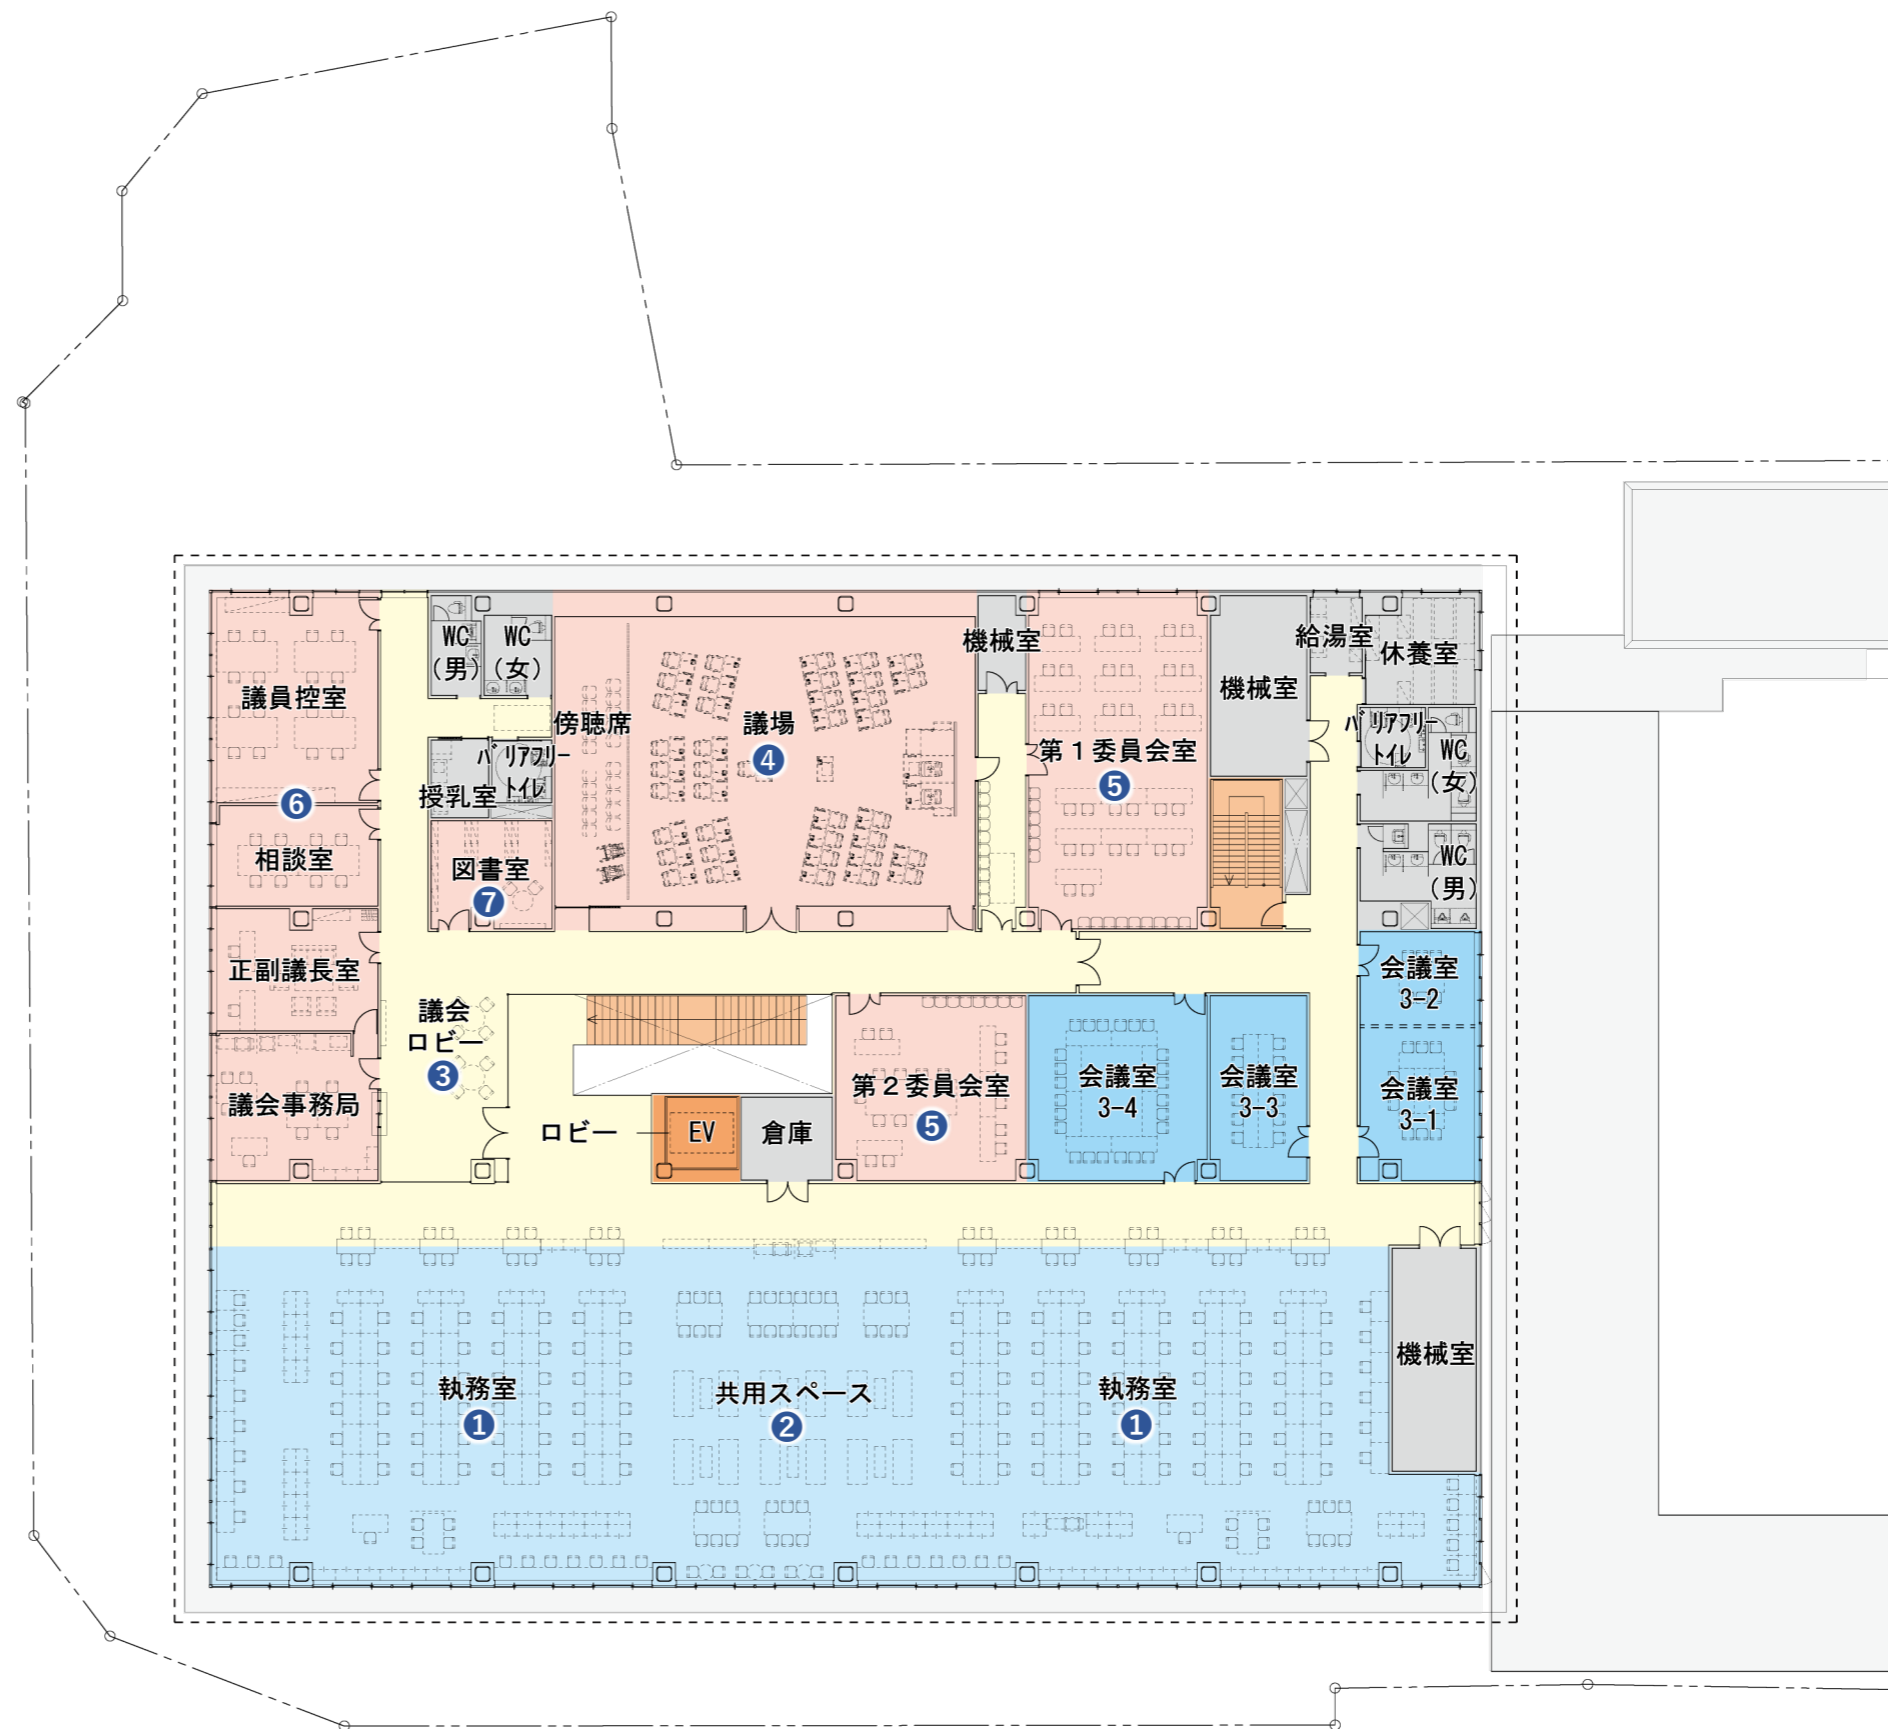 議員控室
6
相談室
正副議長室
議会事務局
WC
(男)
WC
(女)
授乳室
バリアフリー
トイレ
図書室
7
傍聴席
議場
4
機械室
第１委員会室
5
機械室
給湯室
休養室
バリアフリー
トイレ
WC
(女)
WC
(男)
議会
ロビー
3
ロビー
EV
倉庫
第２委員会室
5
会議室
3-4
会議室
3-3
会議室
3-2
会議室
3-1
執務室
1
共用スペース
2
執務室
1
機械室